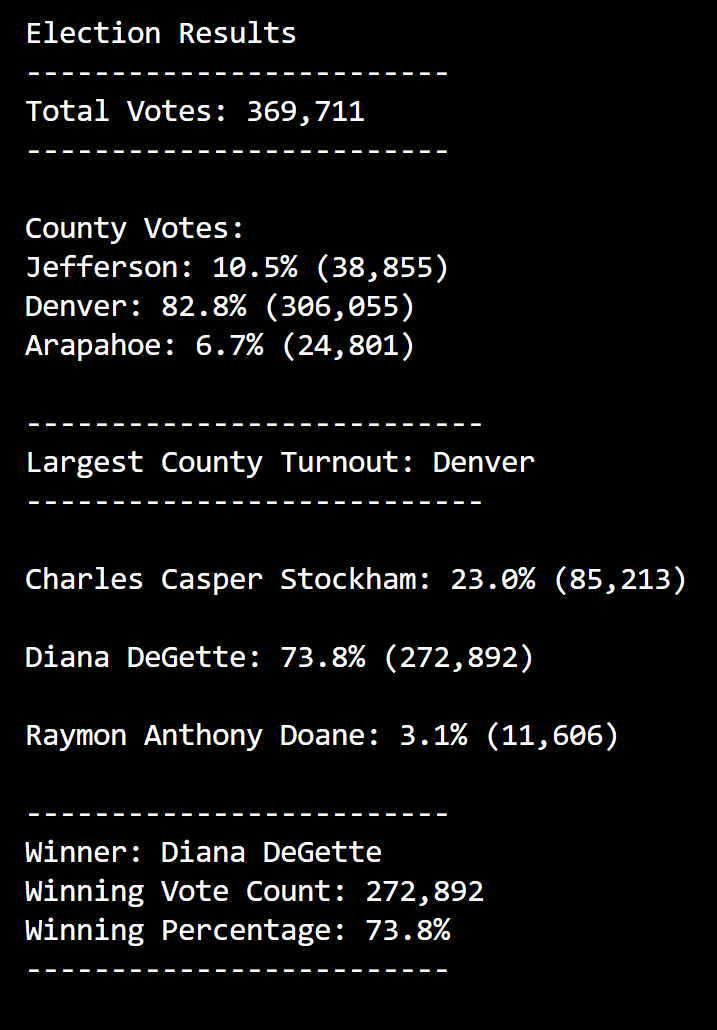 Election Results
-------------------------
Total Votes: 369,711
-------------------------
County Votes:
Jefferson: 10.5% (38,855)
Denver: 82.8% (306,055)
Arapahoe: 6.7% (24,801)
---------------------------
Largest County Turnout: Denver
---------------------------
Charles Casper Stockham: 23.0% (85,213)
Diana DeGette: 73.8% (272,892)
Raymon Anthony Doane: 3.1% (11,606)
-------------------------
Winner: Diana DeGette
Winning Vote Count: 272,892
Winning Percentage: 73.8%
-------------------------